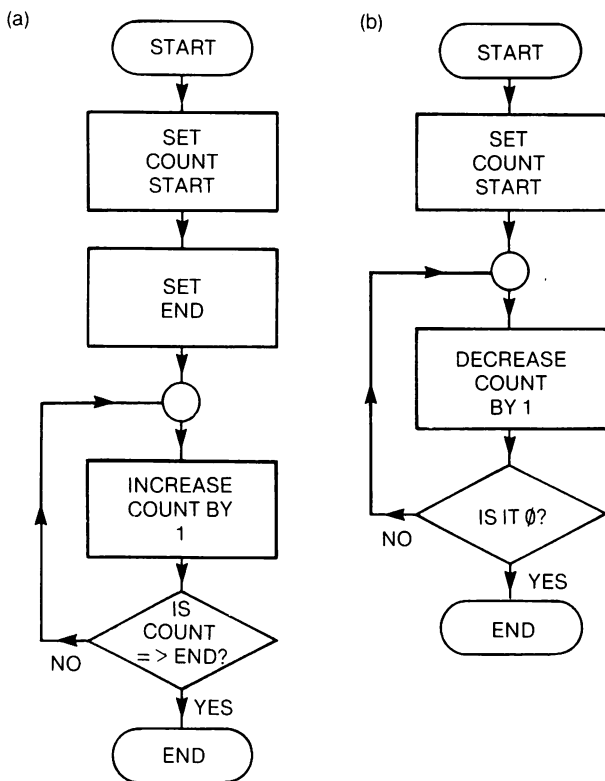 (a)
START
SET
COUNT
START
SET
END
INCREASE
COUNT BY
1
IS
COUNT
= > END?
NO
YES
END
(b)
START
SET
COUNT
START
DECREASE
COUNT
BY 1
IS IT Ø?
NO
YES
END